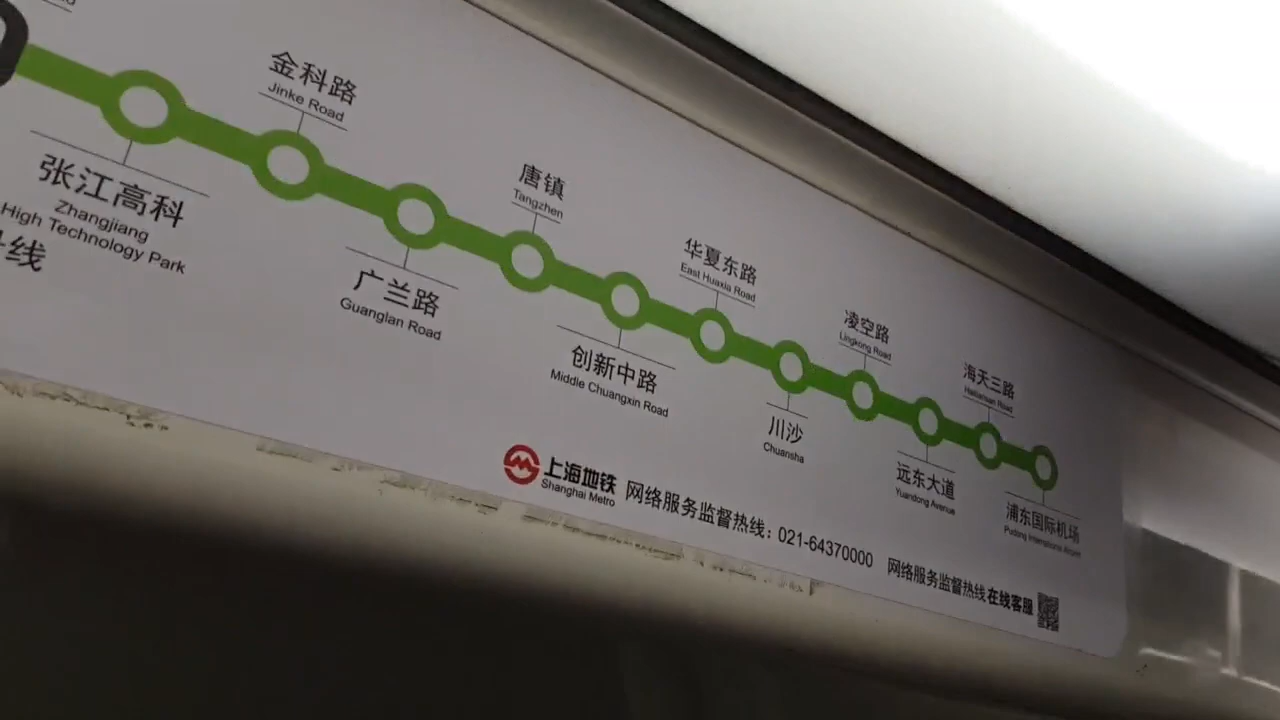 金科路
Jinke Road
张江高科
Zhangjiang
High Technology Park
号线
广兰路
Guanglan Road
唐镇
Tangzhen
创新中路
Middle Chuangxin Road
华夏东路
East Huaxia Road
川沙
Chuansha
凌空路
Lingkong Road
远东大道
Yuandong Avenue
海天三路
Haitiansan Road
浦东国际机场
Pudong International Airport
上海地铁
Shanghai Metro
网络服务监督热线：021-64370000 网络服务监督热线在线客服